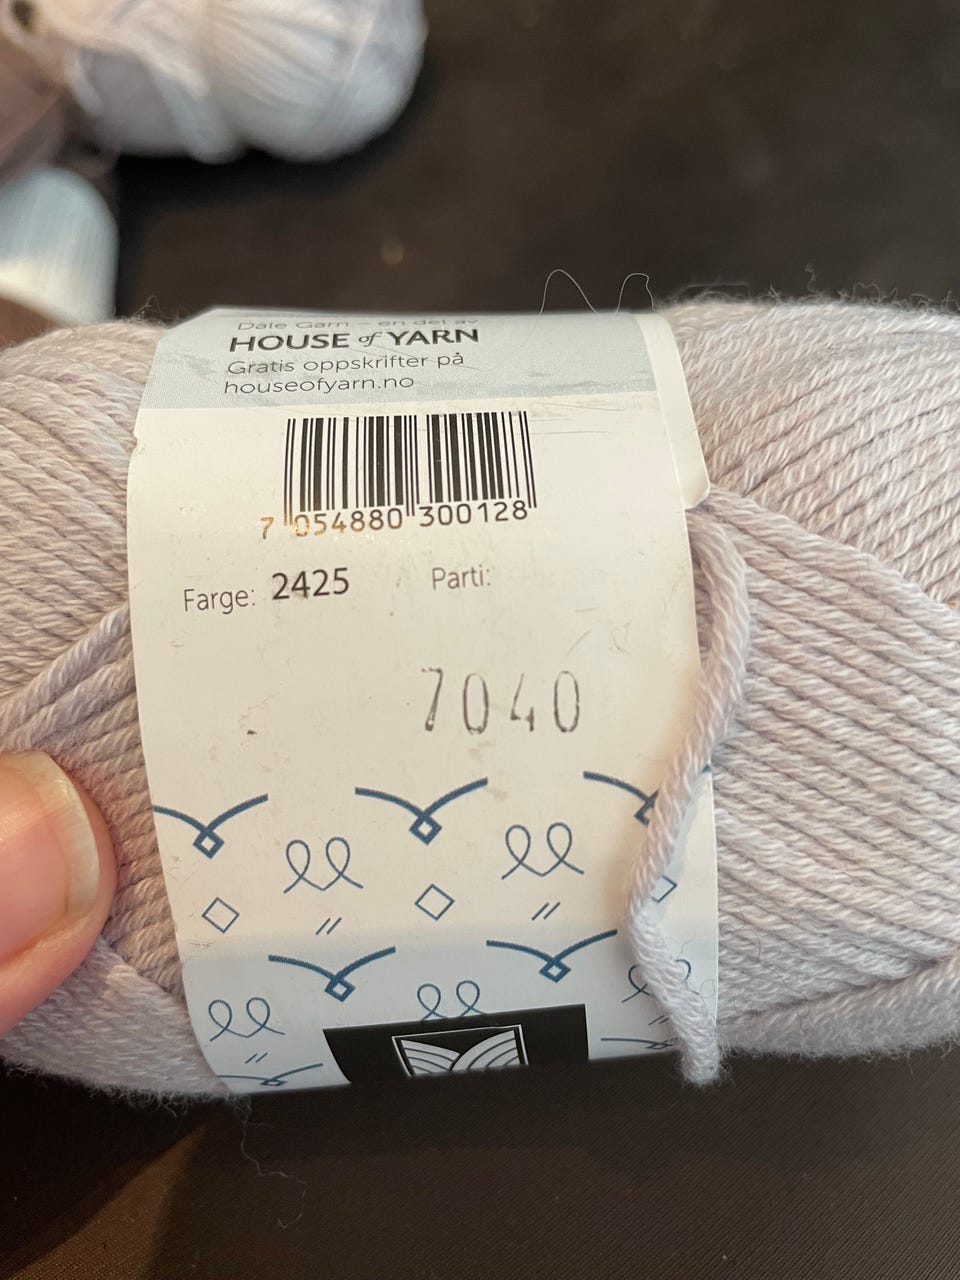 Dale Garn – en del av
HOUSE of YARN
Gratis oppskrifter på
houseofyarn.no
7 054880 300128
Farge: 2425 Parti:
7040